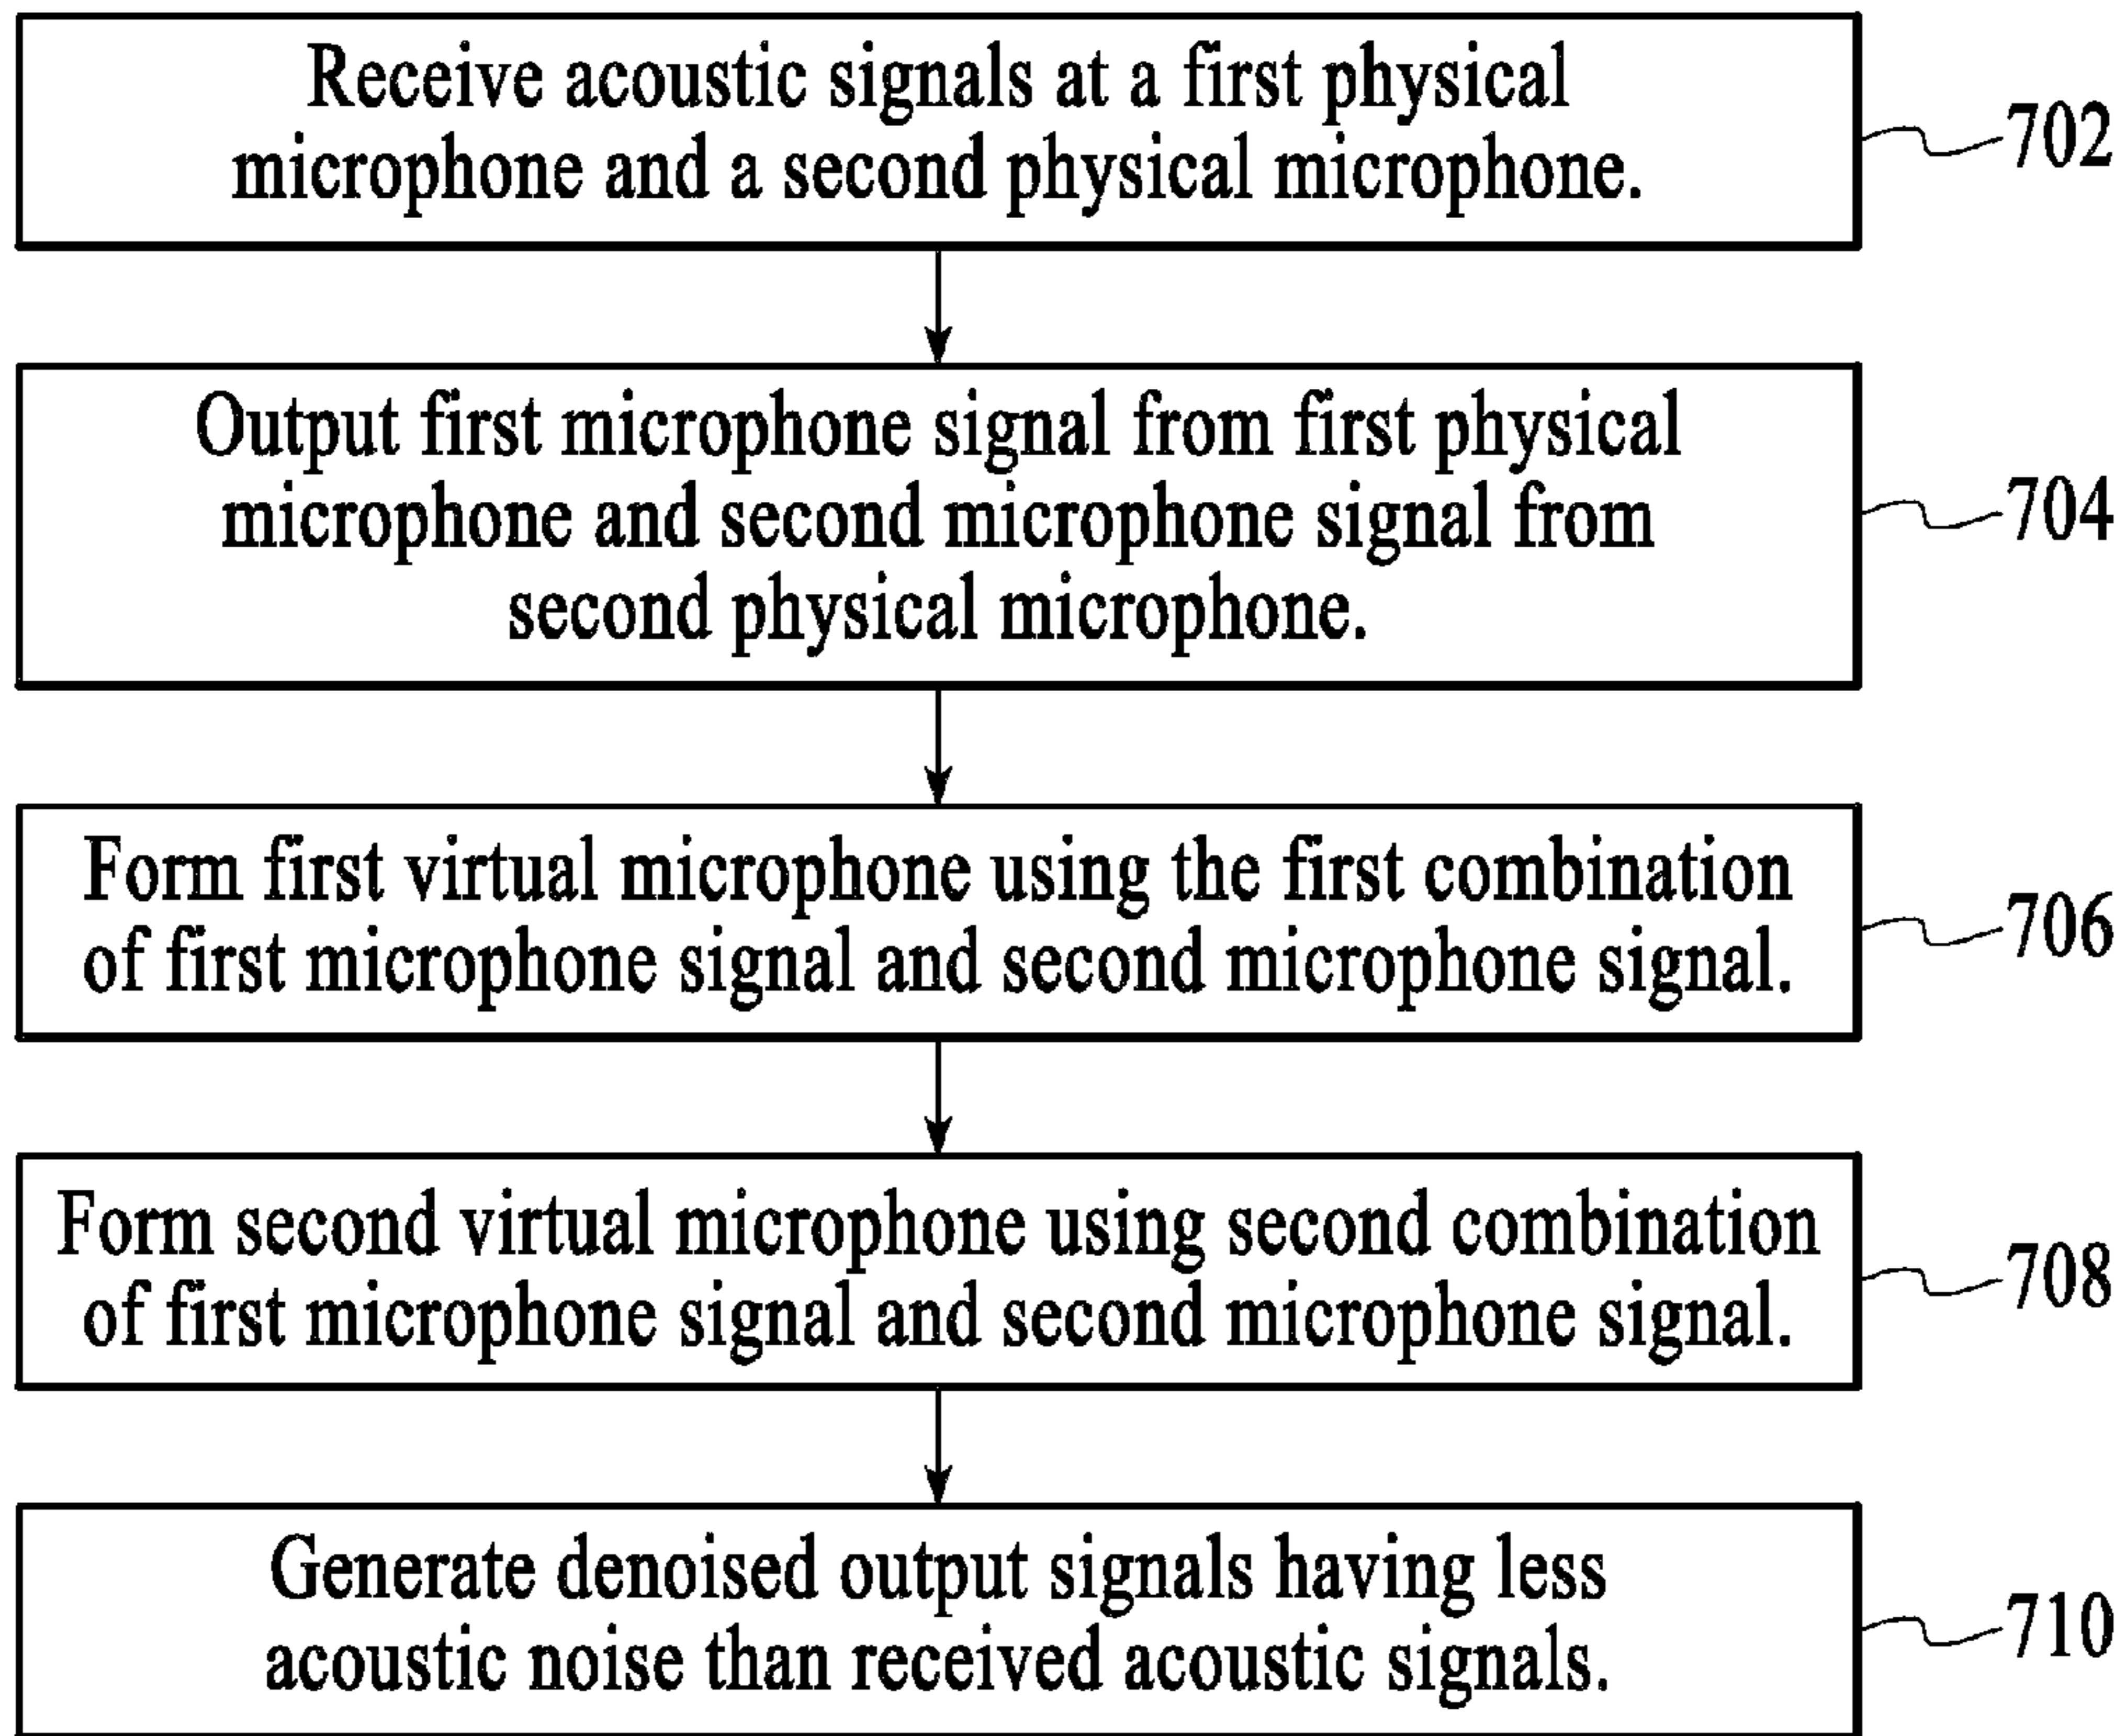 Receive acoustic signals at a first physical
microphone and a second physical microphone.
702
Output first microphone signal from first physical
microphone and second microphone signal from
second physical microphone.
704
Form first virtual microphone using the first combination
of first microphone signal and second microphone signal.
706
Form second virtual microphone using second combination
of first microphone signal and second microphone signal.
708
Generate denoised output signals having less
acoustic noise than received acoustic signals.
710